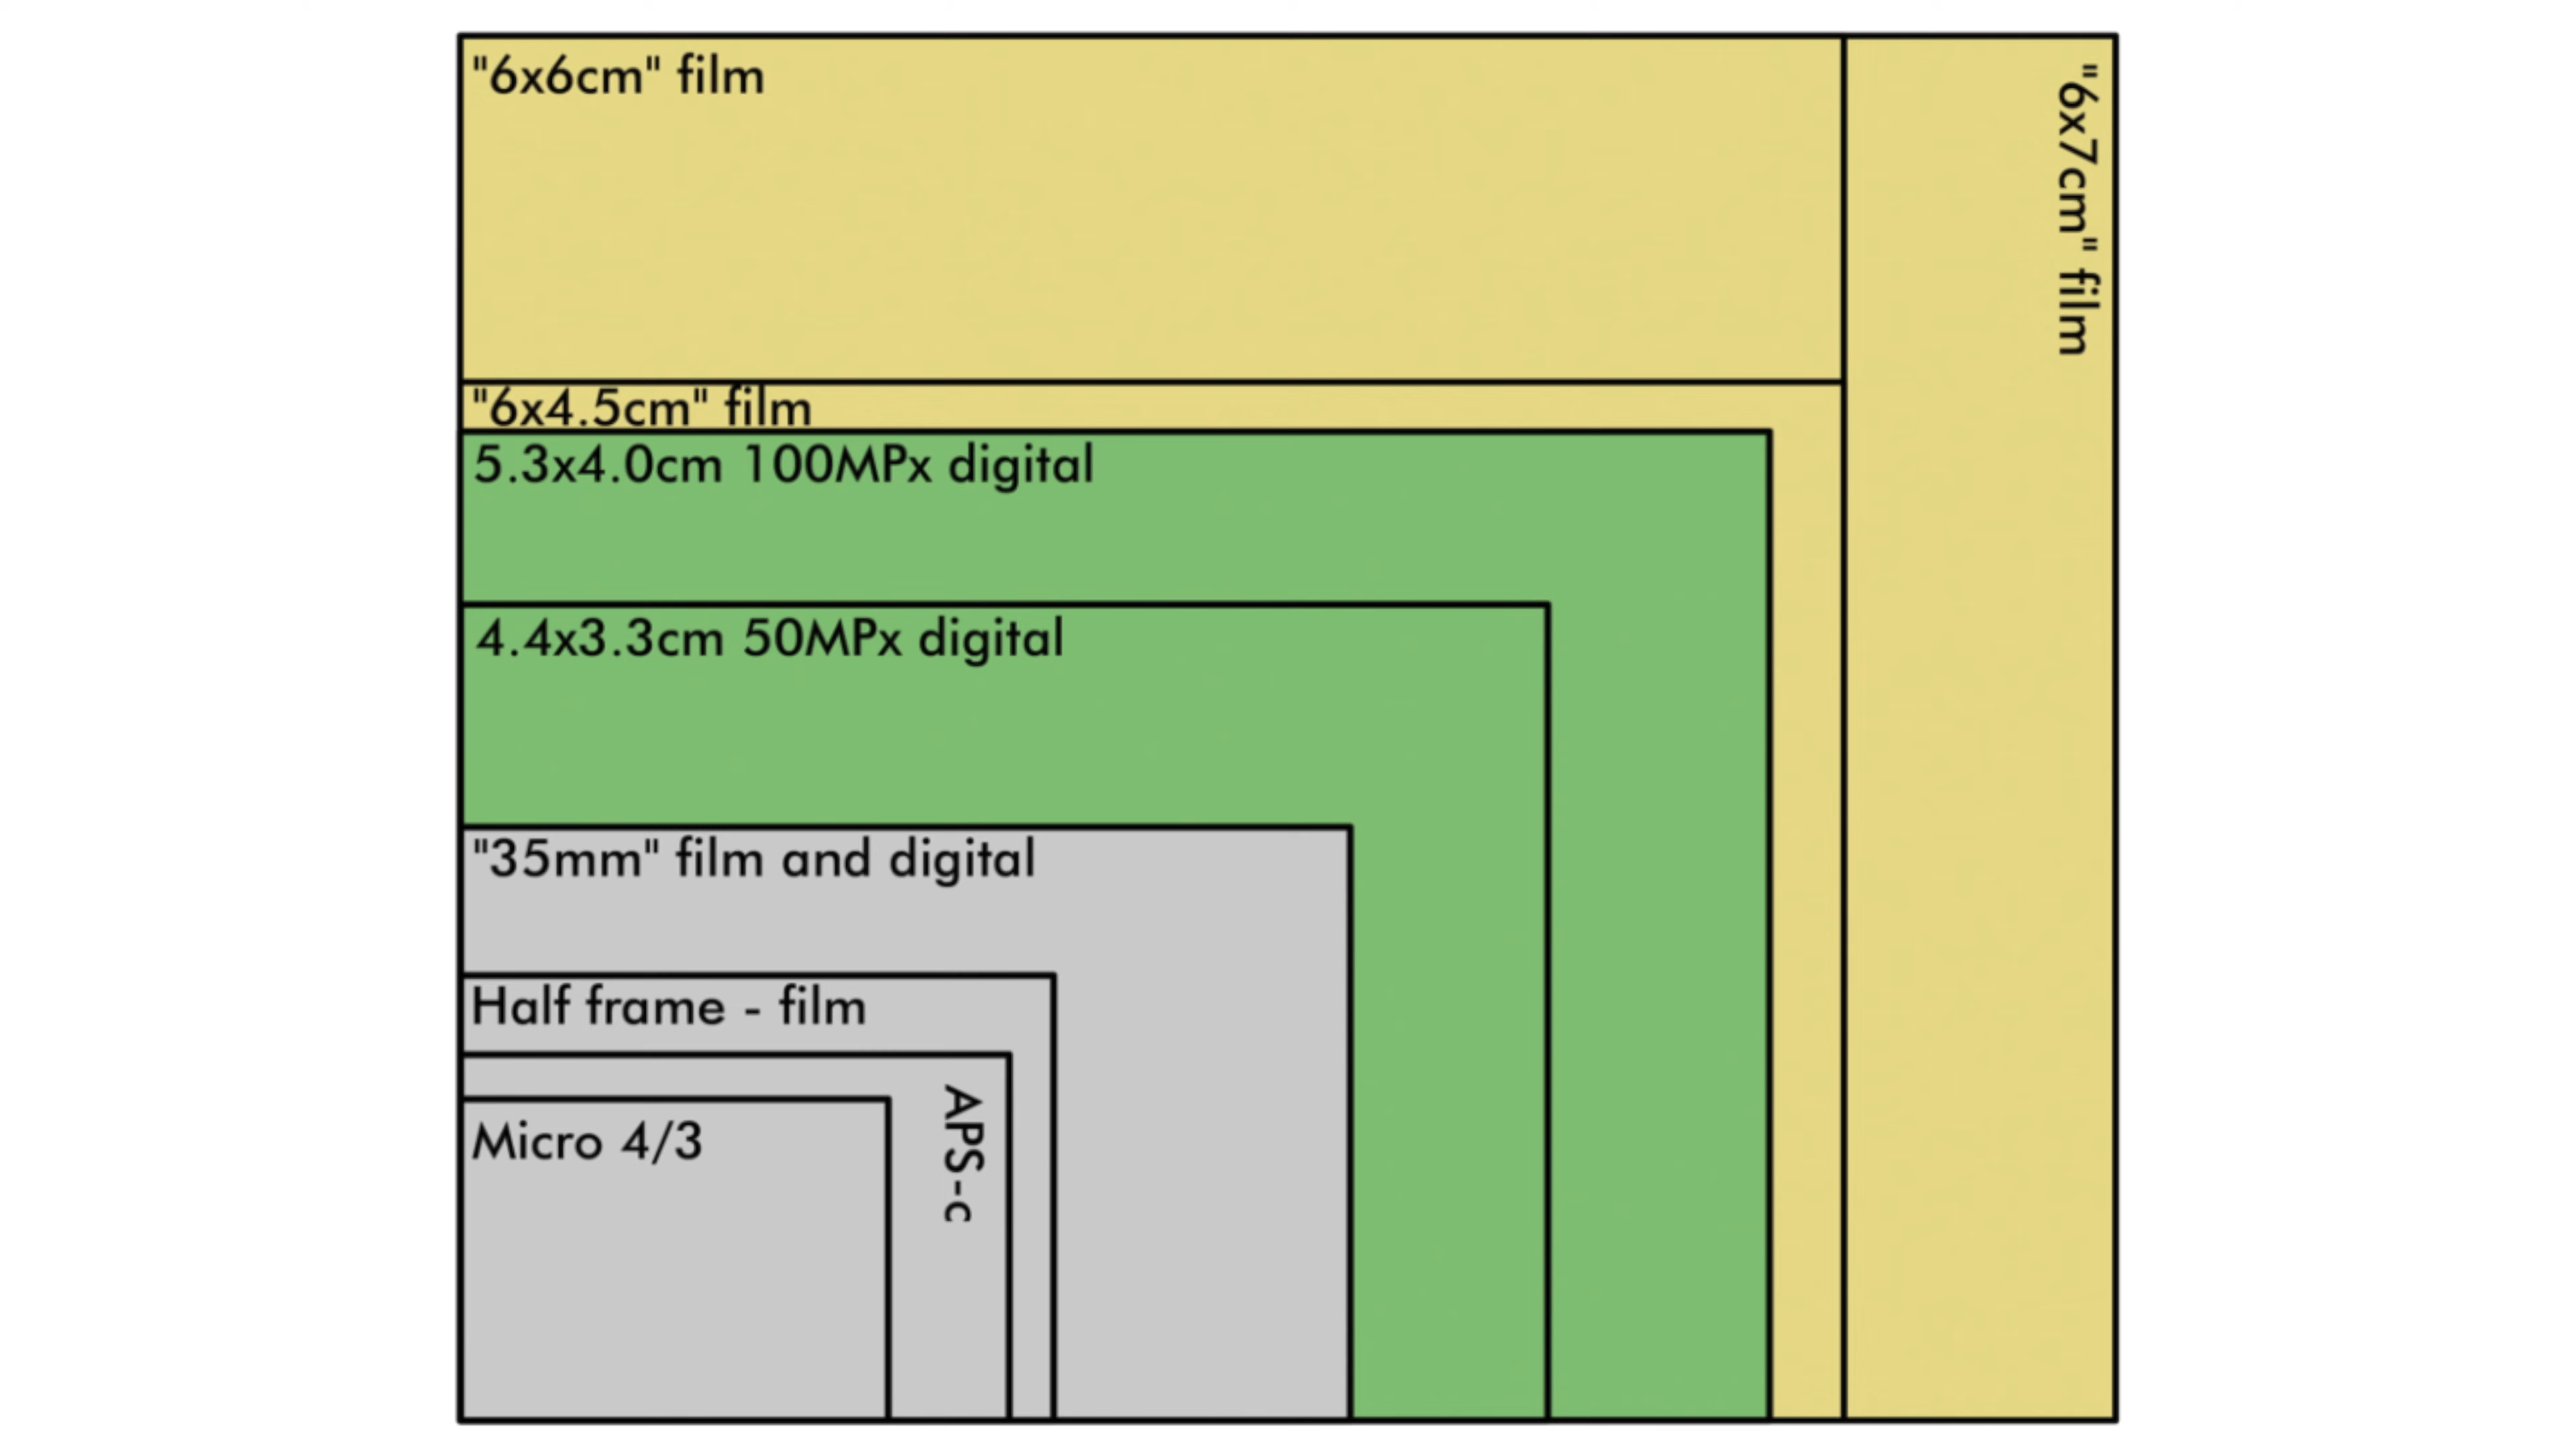 "6x6cm" film
"6x7cm" film
"6x4.5cm" film
5.3x4.0cm 100MPx digital
4.4x3.3cm 50MPx digital
"35mm" film and digital
Half frame - film
APS-c
Micro 4/3